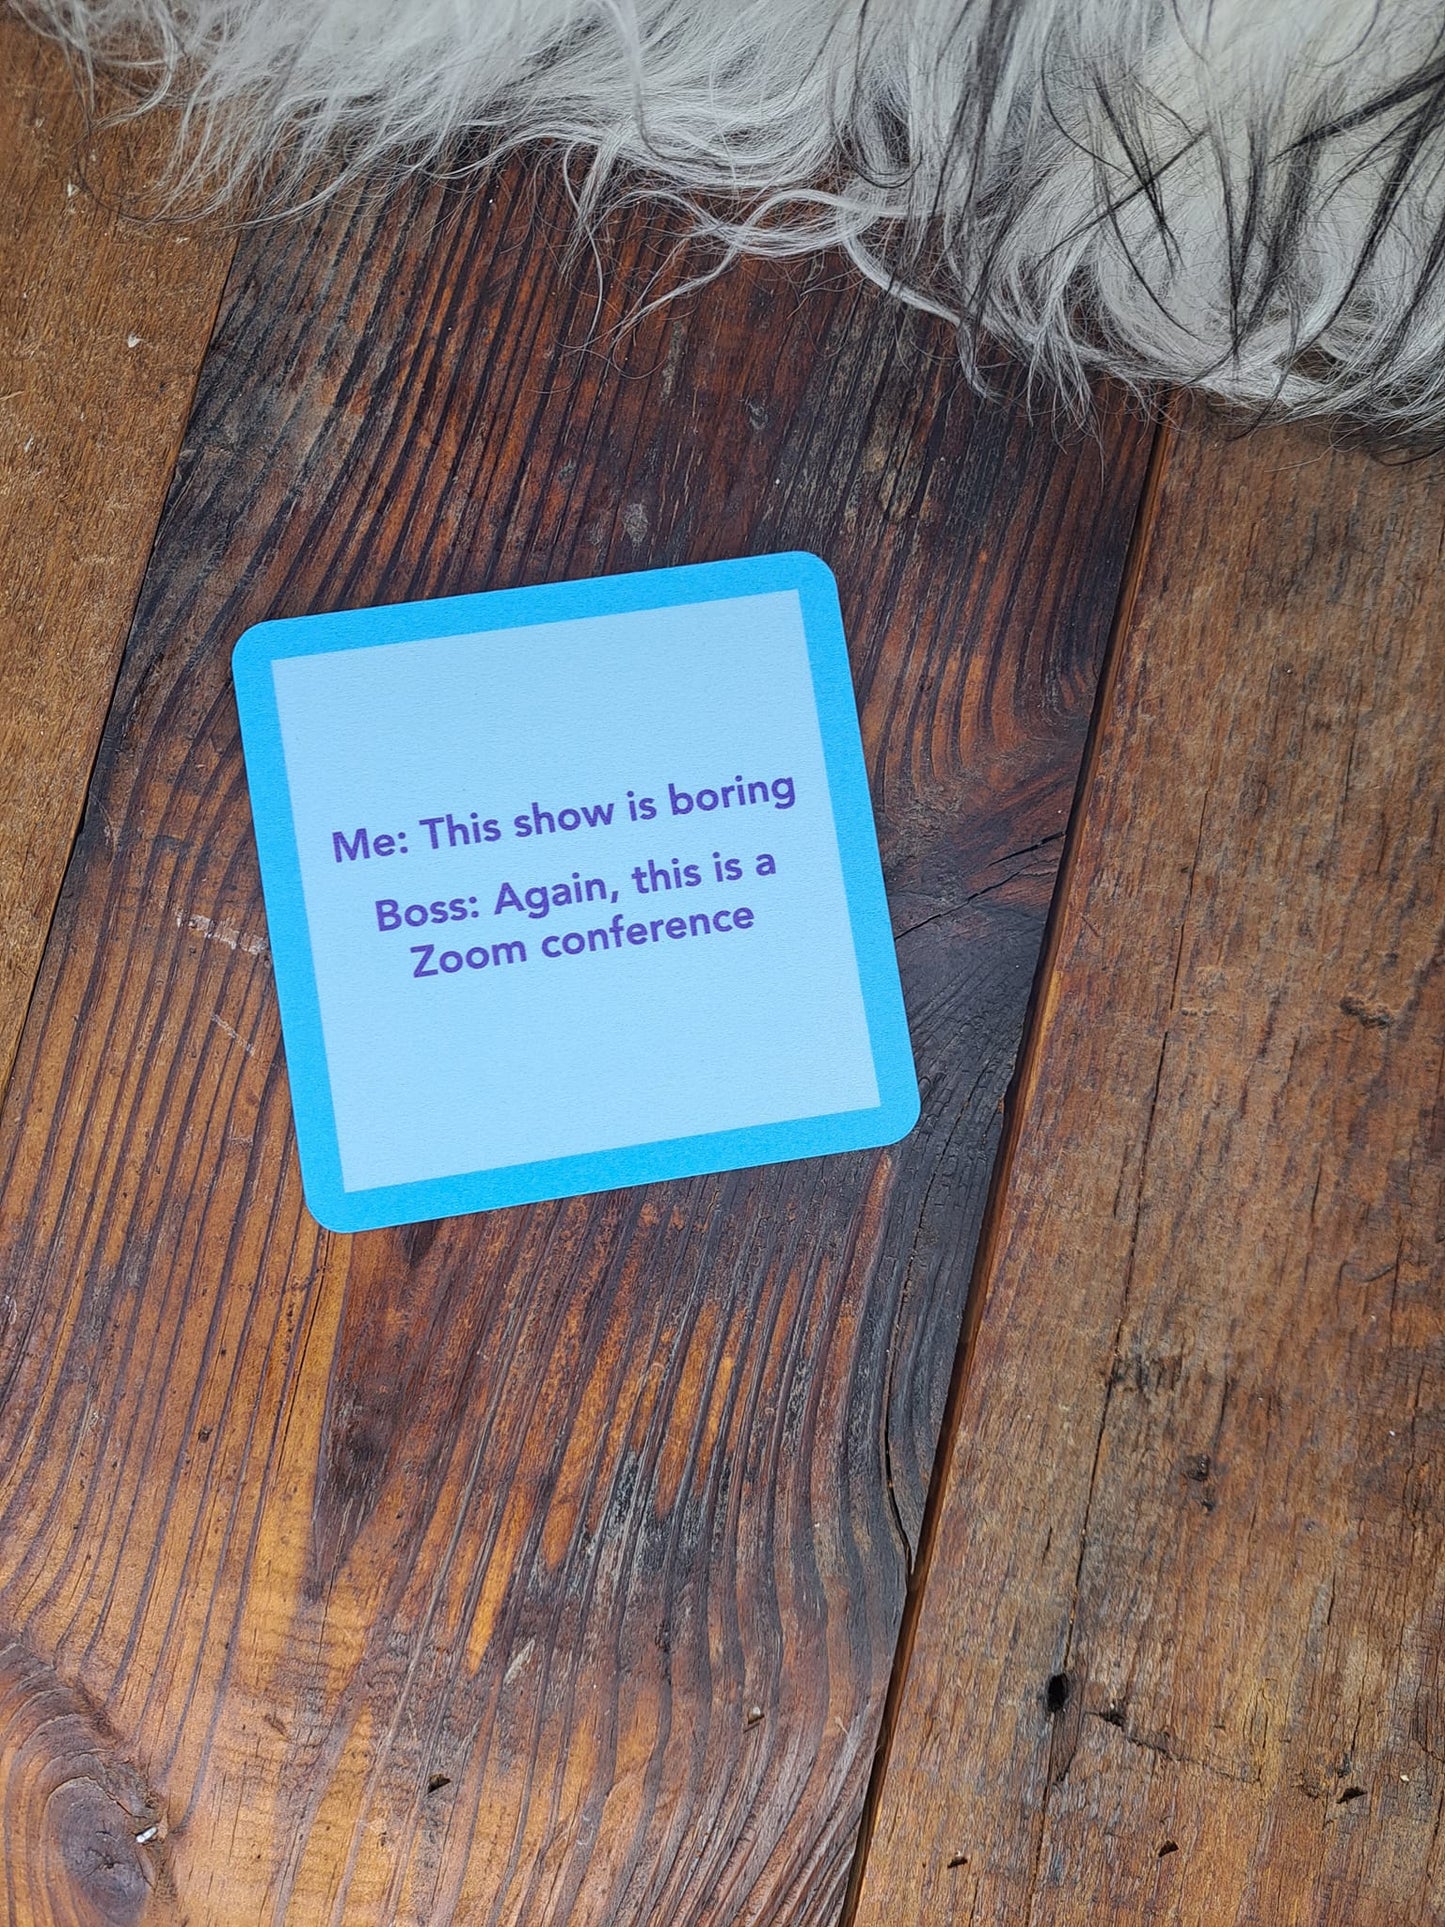 Me: This show is boring
Boss: Again, this is a
Zoom conference